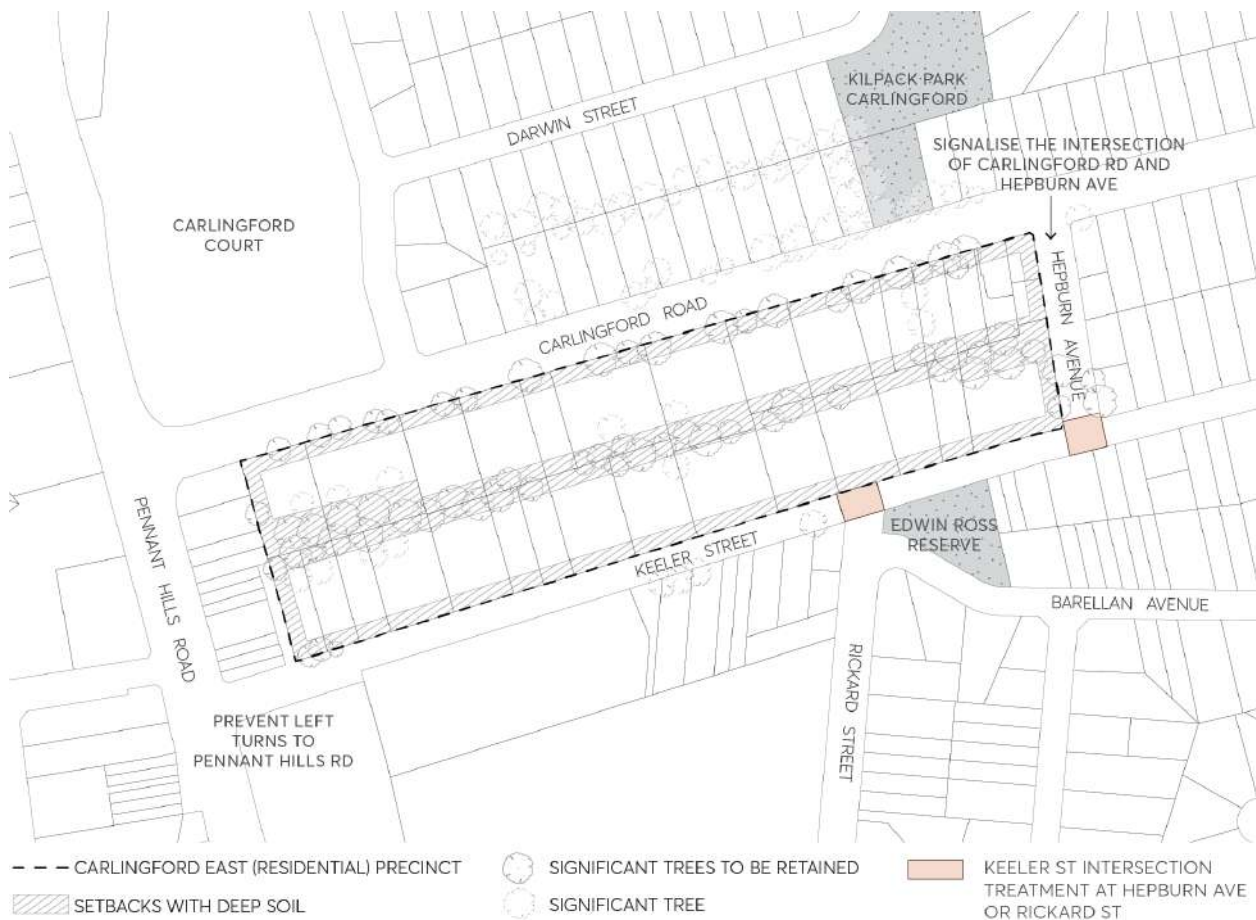 KILPACK PARK
CARLINGFORD
DARWIN STREET
SIGNALISE THE INTERSECTION
OF CARLINGFORD RD AND
HEPBURN AVE
CARLINGFORD
COURT
HEPBURN AVENUE
CARLINGFORD ROAD
PENNANT HILLS ROAD
EDWIN ROSS
RESERVE
KEELER STREET
BARELLAN AVENUE
RICKARD STREET
PREVENT LEFT
TURNS TO
PENNANT HILLS RD
CARLINGFORD EAST (RESIDENTIAL) PRECINCT
SETBACKS WITH DEEP SOIL
SIGNIFICANT TREES TO BE RETAINED
SIGNIFICANT TREE
KEELER ST INTERSECTION
TREATMENT AT HEPBURN AVE
OR RICKARD ST